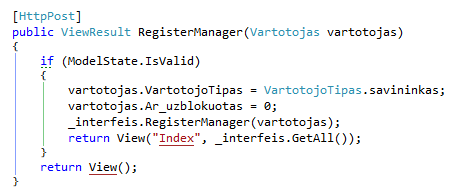 [HttpPost]
public ViewResult RegisterManager(Vartotojas vartotojas)
{
if (ModelState.IsValid)
{
vartotojas.VartotojoTipas = VartotojoTipas.savininkas;
vartotojas.Ar_uzblokuotas = 0;
_interfeis.RegisterManager(vartotojas);
return View("Index", _interfeis.GetAll());
}
return View();
}